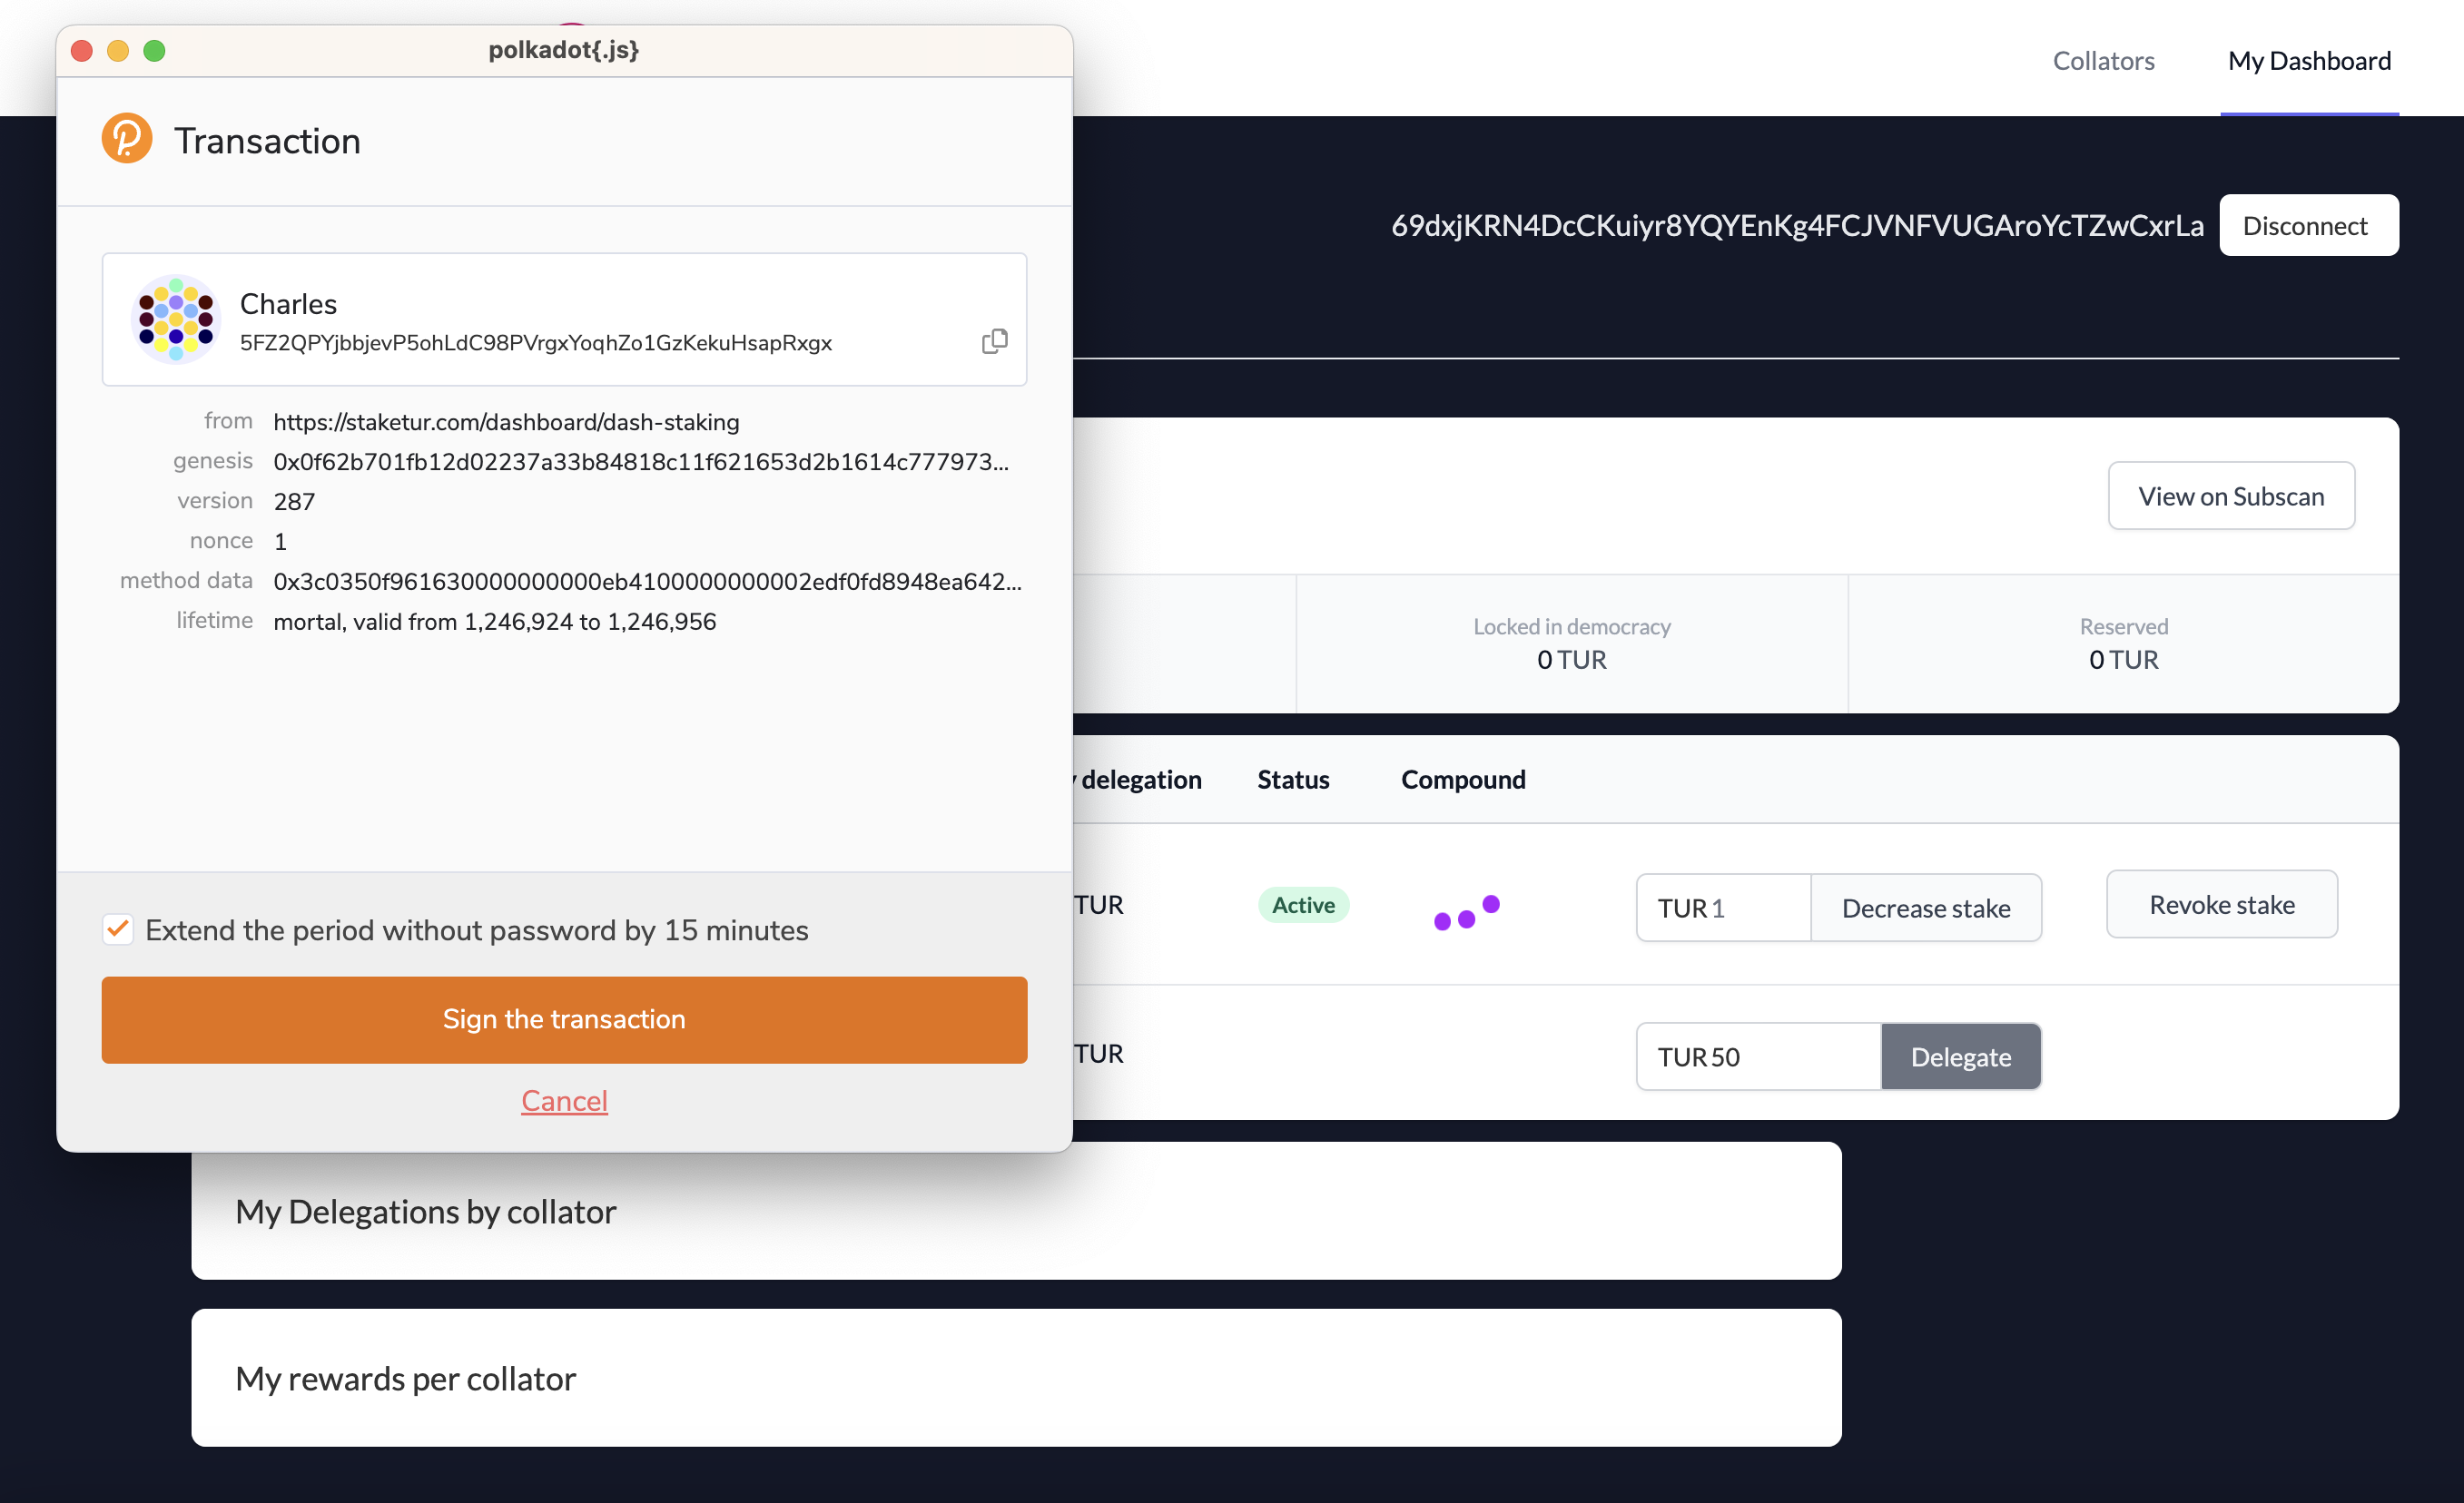 polkadot{.js}
Transaction
Charles
5FZ2QPYjbbjevP5ohLdC98PVrgxYoqhZo1GzKekuHsapRxgx
from https://staketur.com/dashboard/dash-staking
genesis 0x0f62b701fb12d02237a33b84818c11f621653d2b1614c777973...
version 287
nonce 1
method data 0x3c0350f961630000000000eb4100000000002edf0fd8948ea642...
lifetime mortal, valid from 1,246,924 to 1,246,956
Extend the period without password by 15 minutes
Sign the transaction
Cancel
Collators My Dashboard
69dxjKRN4DcCKuiyr8YQYEnKg4FCJVNFVUGAroYcTZwCxrLa Disconnect
View on Subscan
Locked in democracy Reserved
0 TUR 0 TUR
delegation Status Compound
TUR Active TUR 1 Decrease stake Revoke stake
TUR TUR 50 Delegate
My Delegations by collator
My rewards per collator